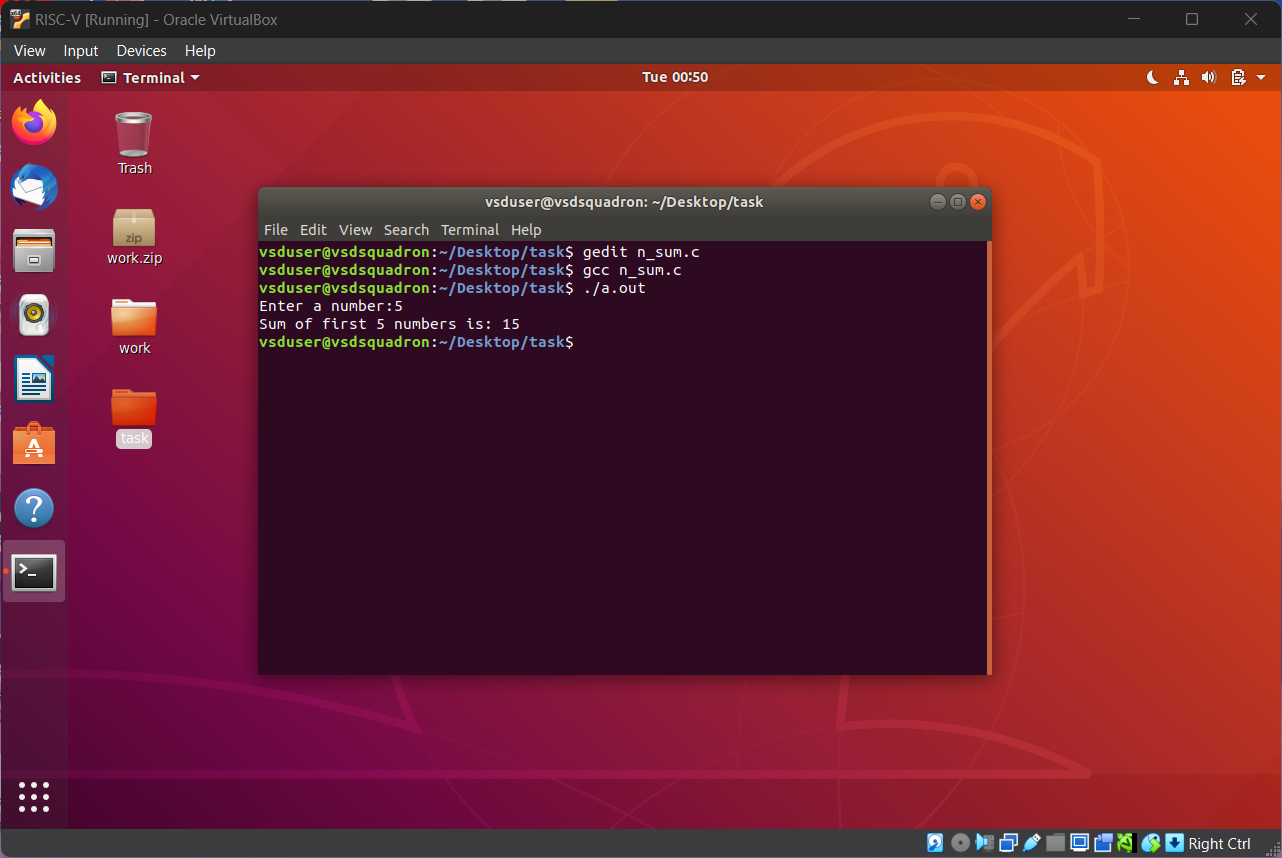 RISC-V [Running] - Oracle VirtualBox
View Input Devices Help
Activities Terminal Tue 00:50
Trash
zip
work.zip
work
task
vsduser@vsdsquadron: ~/Desktop/task
File Edit View Search Terminal Help
vsduser@vsdsquadron:~/Desktop/task$ gedit n_sum.c
vsduser@vsdsquadron:~/Desktop/task$ gcc n_sum.c
vsduser@vsdsquadron:~/Desktop/task$ ./a.out
Enter a number:5
Sum of first 5 numbers is: 15
vsduser@vsdsquadron:~/Desktop/task$
Right Ctrl